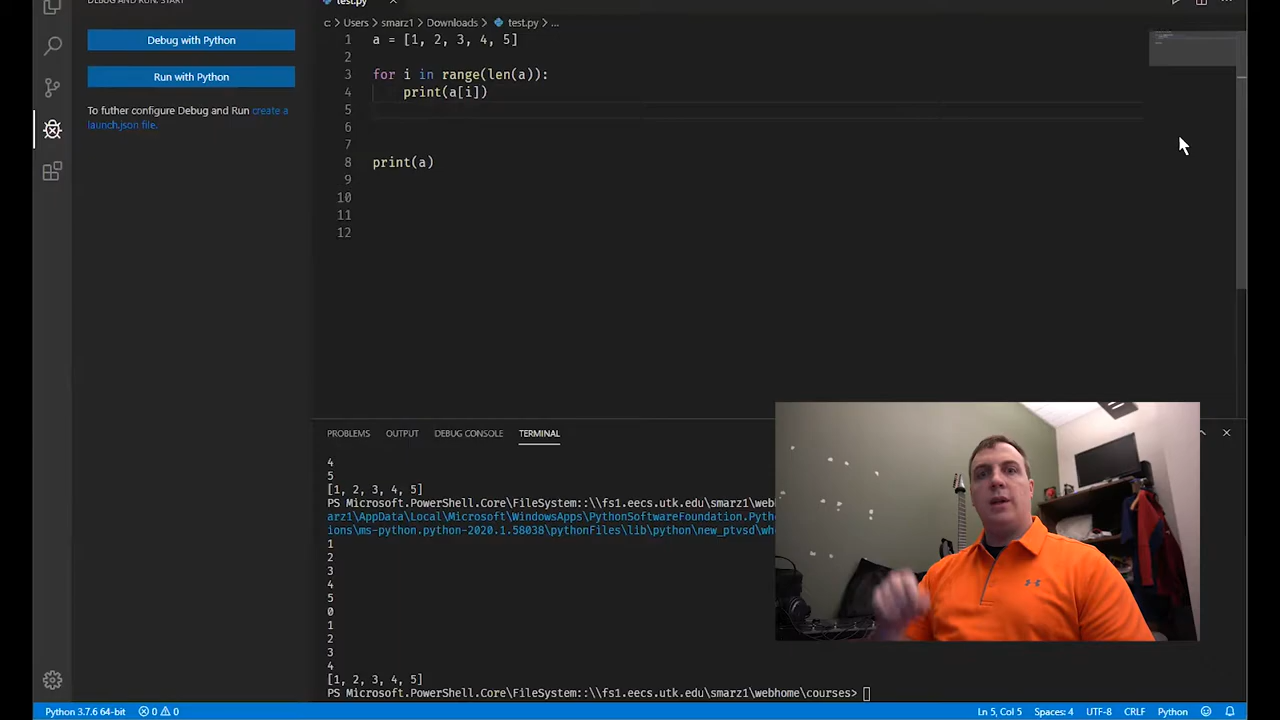 DEBUG AND RUN: START
test.py
Debug with Python
Run with Python
To futher configure Debug and Run create a
launch.json file.
c: > Users > smarz1 > Downloads > test.py > ...
1 a = [1, 2, 3, 4, 5]
2
3 for i in range(len(a)):
4 print(a[i])
5
6
7
8 print(a)
9
10
11
12
PROBLEMS OUTPUT DEBUG CONSOLE TERMINAL
4
5
[1, 2, 3, 4, 5]
PS Microsoft.PowerShell.Core\FileSystem::\\fs1.eecs.utk.edu\smarz1\web
arz1\AppData\Local\Microsoft\WindowsApps\PythonSoftwareFoundation.Pyth
ions\ms-python.python-2020.1.58038\pythonFiles\lib\python\new_ptvsd\wh
1
2
3
4
5
0
1
2
3
4
[1, 2, 3, 4, 5]
PS Microsoft.PowerShell.Core\FileSystem::\\fs1.eecs.utk.edu\smarz1\webhome\courses>
Python 3.7.6 64-bit 0 0 Ln 5, Col 5 Spaces: 4 UTF-8 CRLF Python